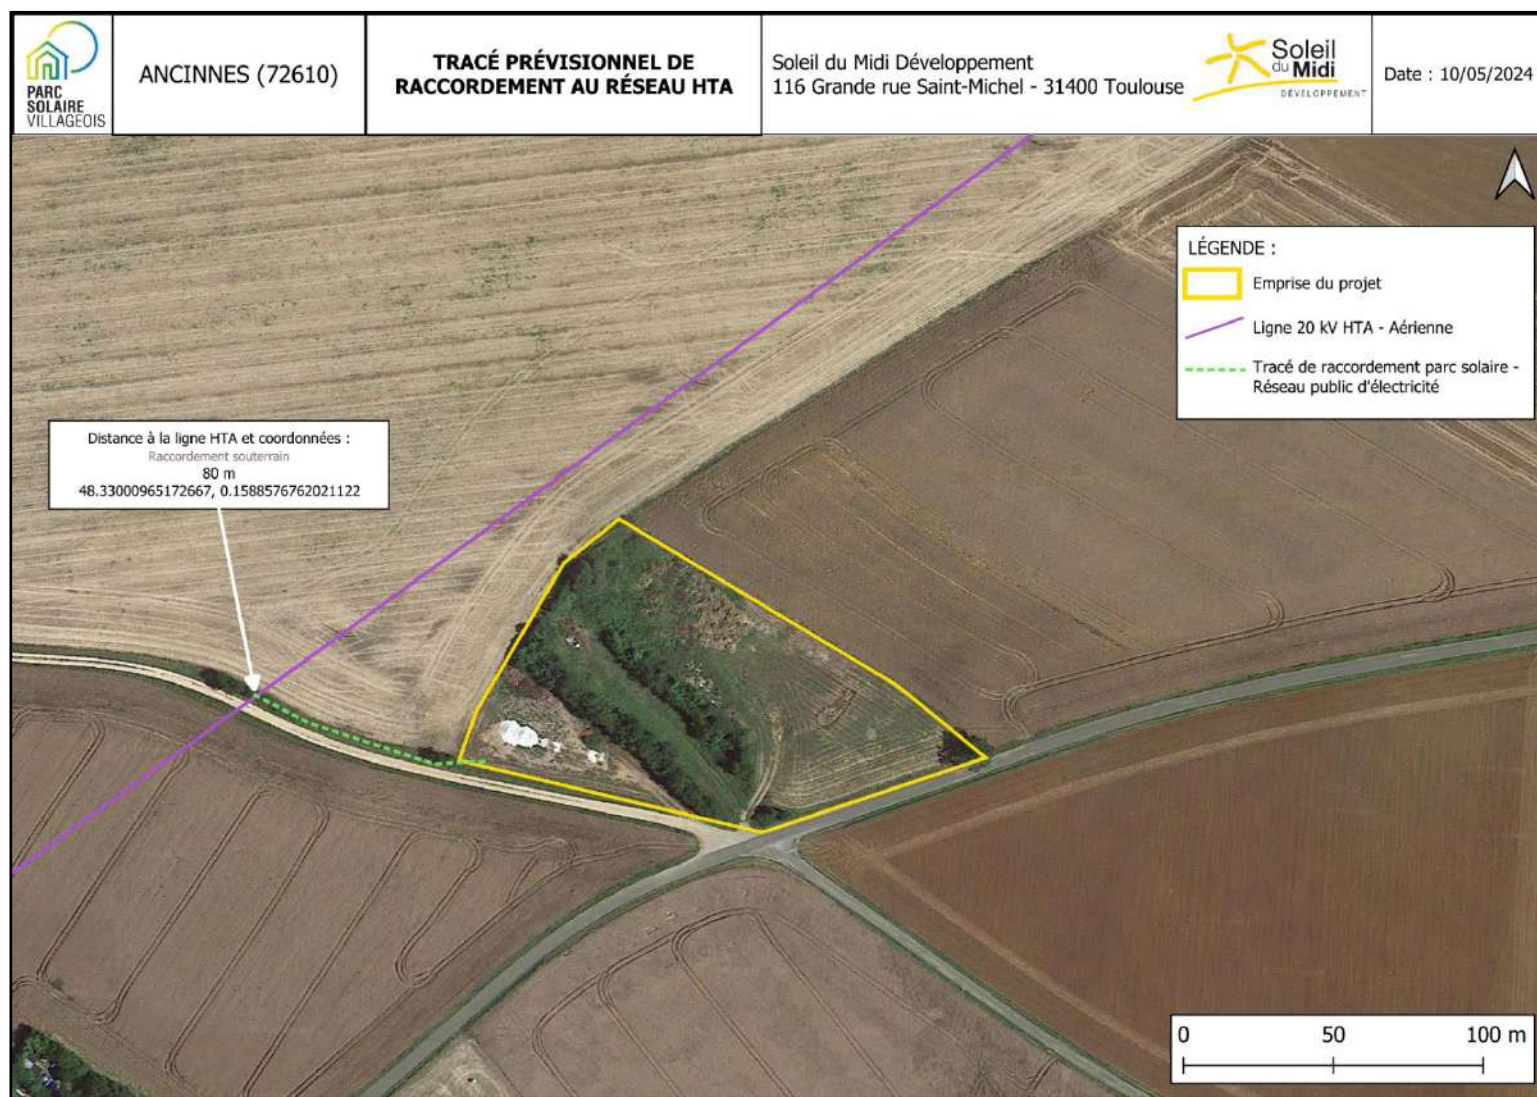 PARC
SOLAIRE
VILLAGEOIS
ANCINNES (72610)
TRACÉ PRÉVISIONNEL DE
RACCORDEMENT AU RÉSEAU HTA
Soleil du Midi Développement
116 Grande rue Saint-Michel - 31400 Toulouse
Soleil
du Midi
DÉVELOPPEMENT
Date : 10/05/2024
LÉGENDE :
Emprise du projet
Ligne 20 kV HTA - Aérienne
Tracé de raccordement parc solaire -
Réseau public d'électricité
Distance à la ligne HTA et coordonnées :
Raccordement souterrain
80 m
48.33000965172667, 0.1588576762021122
0 50 100 m